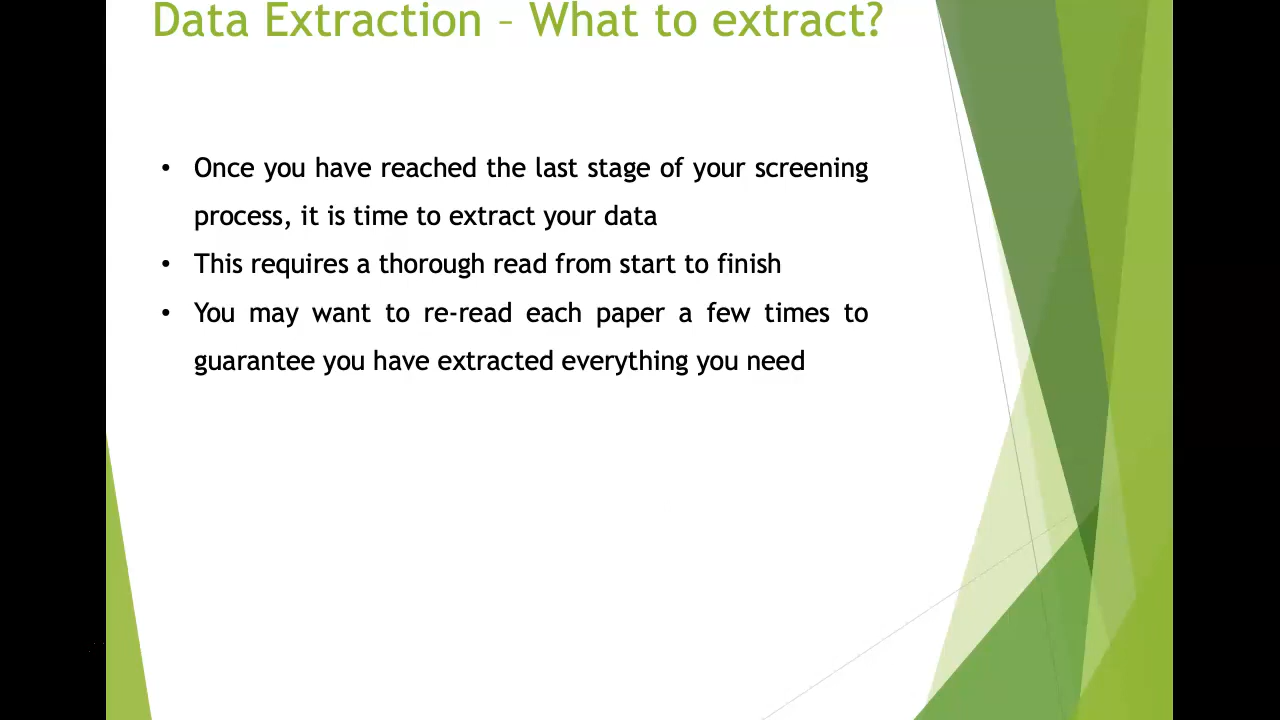 Data Extraction – What to extract?
• Once you have reached the last stage of your screening
process, it is time to extract your data
• This requires a thorough read from start to finish
• You may want to re-read each paper a few times to
guarantee you have extracted everything you need